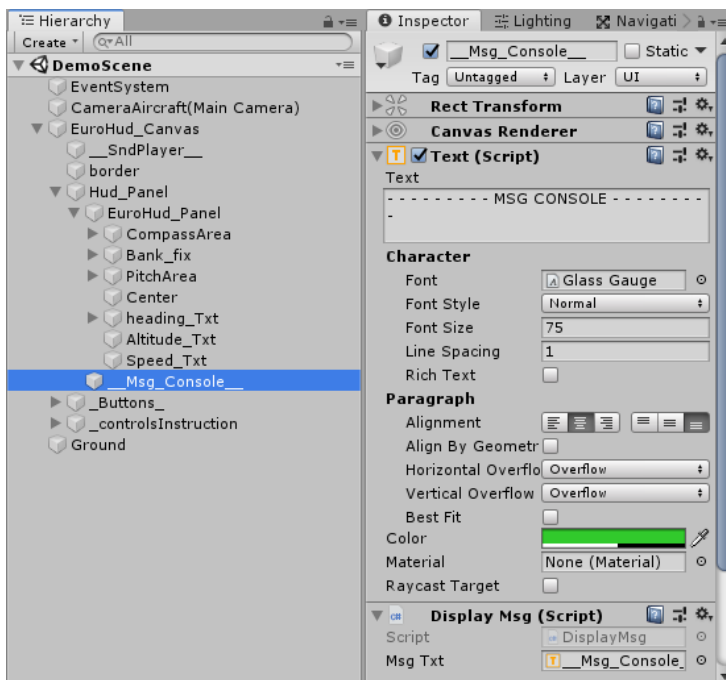 Hierarchy
Create All
DemoScene
EventSystem
CameraAircraft(Main Camera)
EuroHud_Canvas
__SndPlayer__
border
Hud_Panel
EuroHud_Panel
CompassArea
Bank_fix
PitchArea
Center
heading_Txt
Altitude_Txt
Speed_Txt
__Msg_Console__
_Buttons_
_controlsInstruction
Ground
Inspector Lighting Navigati
__Msg_Console__ Static
Tag Untagged Layer UI
Rect Transform
Canvas Renderer
T Text (Script)
Text
- - - - - - - - - MSG CONSOLE - - - - - - - -
-
Character
Font Glass Gauge
Font Style Normal
Font Size 75
Line Spacing 1
Rich Text
Paragraph
Alignment
Align By Geometr
Horizontal Overflo Overflow
Vertical Overflow Overflow
Best Fit
Color
Material None (Material)
Raycast Target
c# Display Msg (Script)
Script DisplayMsg
Msg Txt T __Msg_Console_